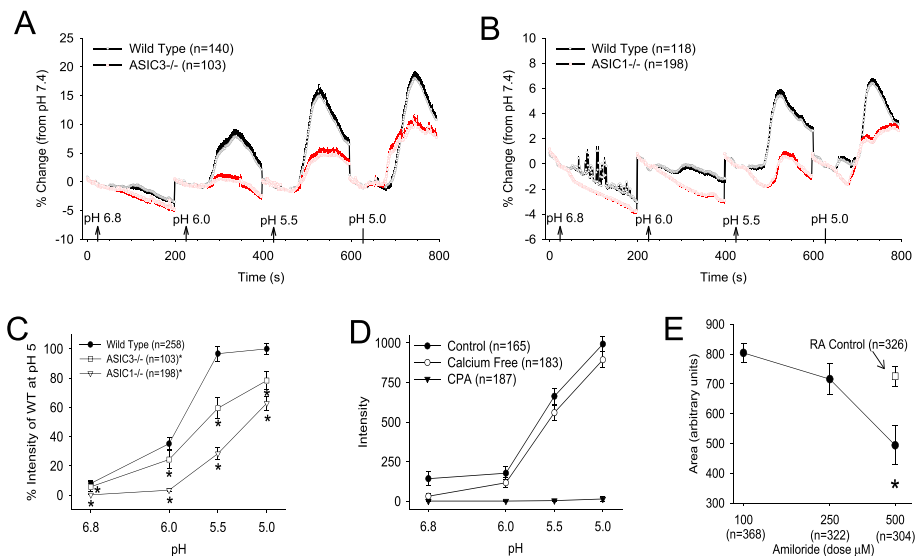 A
25
20
15
10
5
0
-5
-10
% Change (from pH 7.4)
Wild Type (n=140)
ASIC3-/- (n=103)
pH 6.8
pH 6.0
pH 5.5
pH 5.0
0 200 400 600 800
Time (s)
B
10
8
6
4
2
0
-2
-4
-6
% Change (from pH 7.4)
Wild Type (n=118)
ASIC1-/- (n=198)
pH 6.8
pH 6.0
pH 5.5
pH 5.0
0 200 400 600 800
Time (s)
C
100
80
60
40
20
0
% Intensity of WT at pH 5
Wild Type (n=258)
ASIC3-/- (n=103)*
ASIC1-/- (n=198)*
* * * * * * * *
6.8 6.0 5.5 5.0
pH
D
1000
750
500
250
0
Intensity
Control (n=165)
Calcium Free (n=183)
CPA (n=187)
6.8 6.0 5.5 5.0
pH
E
900
800
700
600
500
400
300
Area (arbitrary units)
RA Control (n=326)
*
100 250 500
(n=368) (n=322) (n=304)
Amiloride (dose µM)